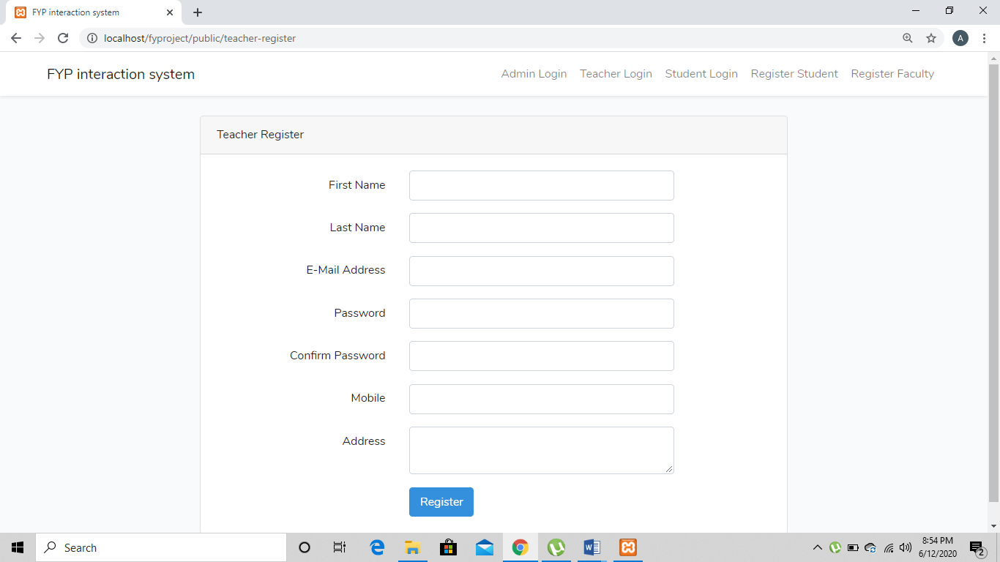 FYP interaction system
localhost/fyproject/public/teacher-register
A
FYP interaction system
Admin Login Teacher Login Student Login Register Student Register Faculty
Teacher Register
First Name
Last Name
E-Mail Address
Password
Confirm Password
Mobile
Address
Register
Search
8:54 PM
6/12/2020
2